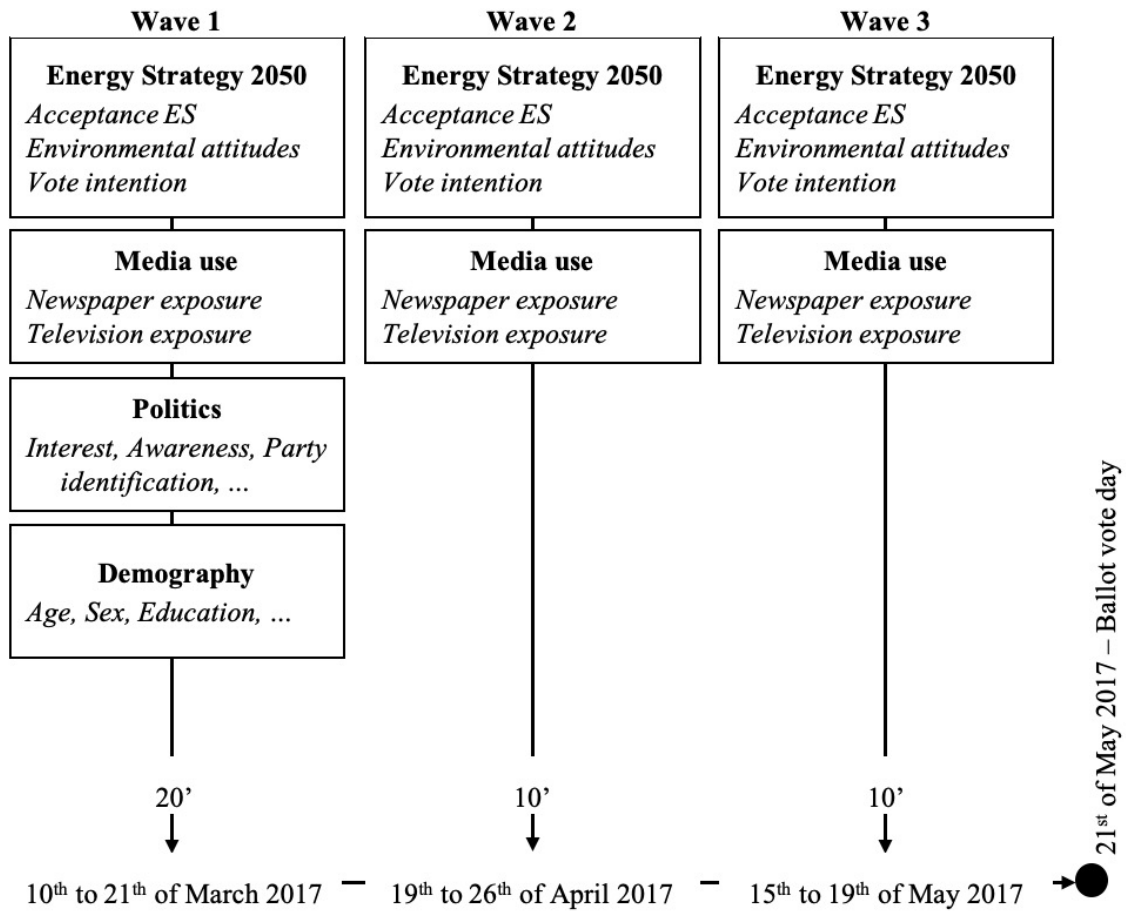 Wave 1
Energy Strategy 2050
Acceptance ES
Environmental attitudes
Vote intention
Media use
Newspaper exposure
Television exposure
Politics
Interest, Awareness, Party
identification, ...
Demography
Age, Sex, Education, ...
20’
10th to 21th of March 2017
Wave 2
Energy Strategy 2050
Acceptance ES
Environmental attitudes
Vote intention
Media use
Newspaper exposure
Television exposure
10’
19th to 26th of April 2017
Wave 3
Energy Strategy 2050
Acceptance ES
Environmental attitudes
Vote intention
Media use
Newspaper exposure
Television exposure
10’
15th to 19th of May 2017
21st of May 2017 – Ballot vote day